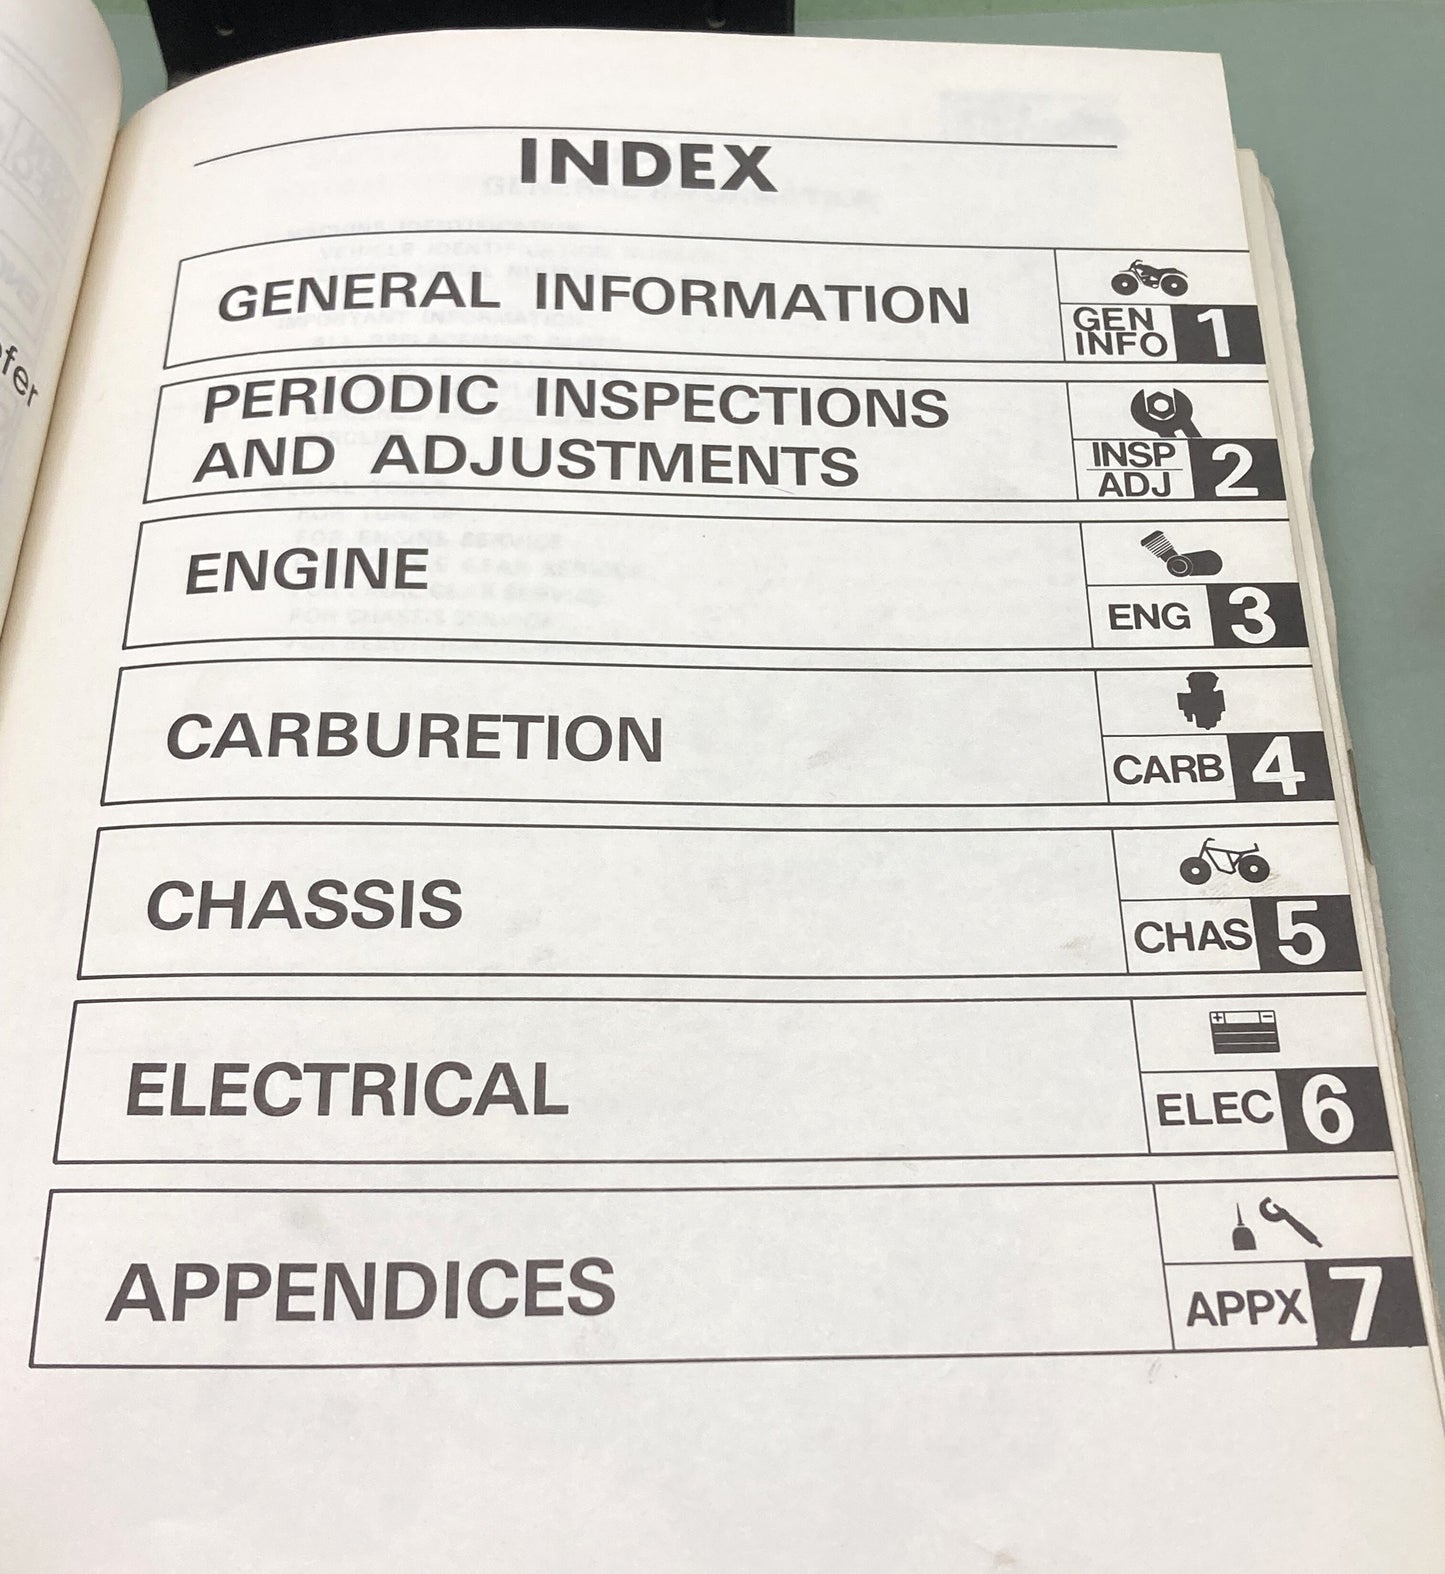 INDEX
GENERAL INFORMATION
GEN
INFO
1
PERIODIC INSPECTIONS
AND ADJUSTMENTS
INSP
ADJ
2
ENGINE
ENG
3
CARBURETION
CARB
4
CHASSIS
CHAS
5
ELECTRICAL
ELEC
6
APPENDICES
APPX
7